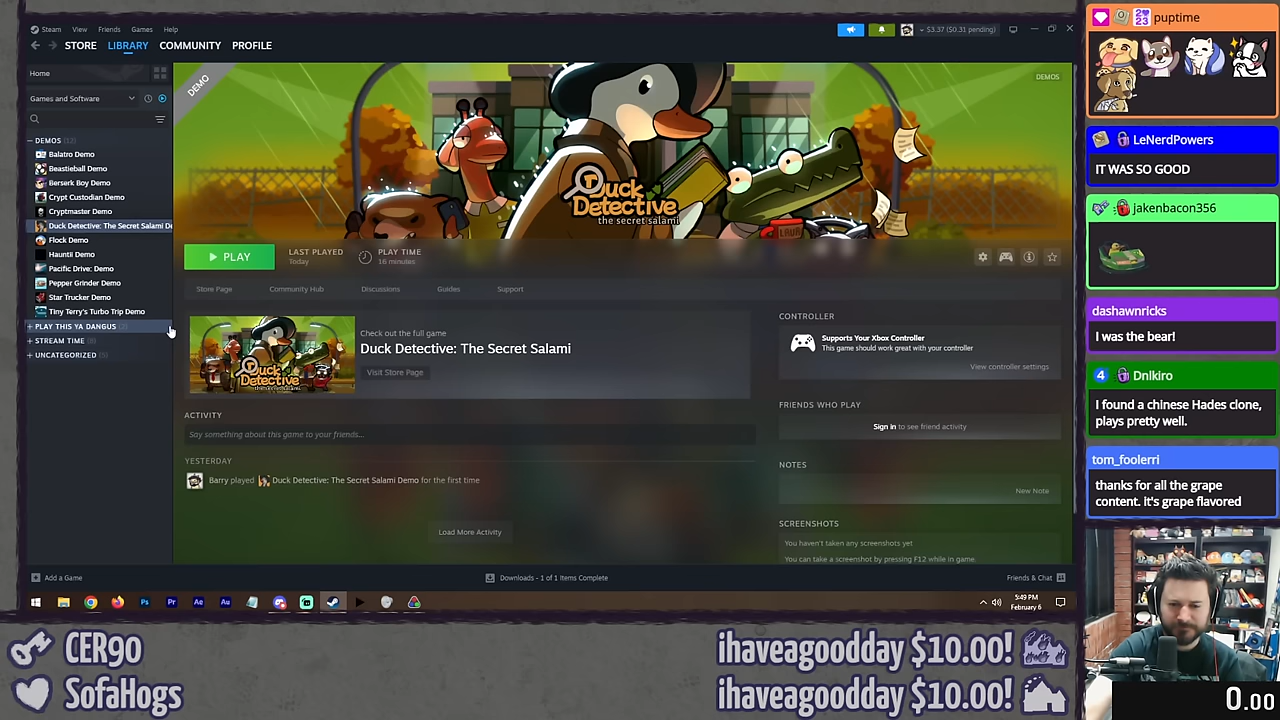 Steam View Friends Games Help
$3.37 ($0.31 pending)
STORE LIBRARY COMMUNITY PROFILE
Home
Games and Software
DEMOS (12)
Balatro Demo
Beastieball Demo
Berserk Boy Demo
Crypt Custodian Demo
Cryptmaster Demo
Duck Detective: The Secret Salami De
Flock Demo
Hauntii Demo
Pacific Drive: Demo
Pepper Grinder Demo
Star Trucker Demo
Tiny Terry's Turbo Trip Demo
PLAY THIS YA DANGUS
STREAM TIME
UNCATEGORIZED
DEMO
DEMOS
Duck
Detective
the secret salami
LAVA
PLAY
LAST PLAYED
Today
PLAY TIME
16 minutes
Store Page Community Hub Discussions Guides Support
Check out the full game
Duck Detective: The Secret Salami
Visit Store Page
ACTIVITY
Say something about this game to your friends...
YESTERDAY
Barry played Duck Detective: The Secret Salami Demo for the first time
Load More Activity
CONTROLLER
Supports Your Xbox Controller
This game should work great with your controller
View controller settings
FRIENDS WHO PLAY
Sign in to see friend activity
NOTES
New Note
SCREENSHOTS
You haven't taken any screenshots yet
You can take a screenshot by pressing F12 while in game.
Add a Game
Downloads - 1 of 1 Items Complete
Friends & Chat
5:49 PM
February 6
puptime
LeNerdPowers
IT WAS SO GOOD
Jakenbacon356
dashawnricks
I was the bear!
4 Dnlkiro
I found a chinese Hades clone,
plays pretty well.
tom_foolerri
thanks for all the grape
content. it's grape flavored
CER90
SofaHogs
ihaveagoodday $10.00!
ihaveagoodday $10.00!
0.00